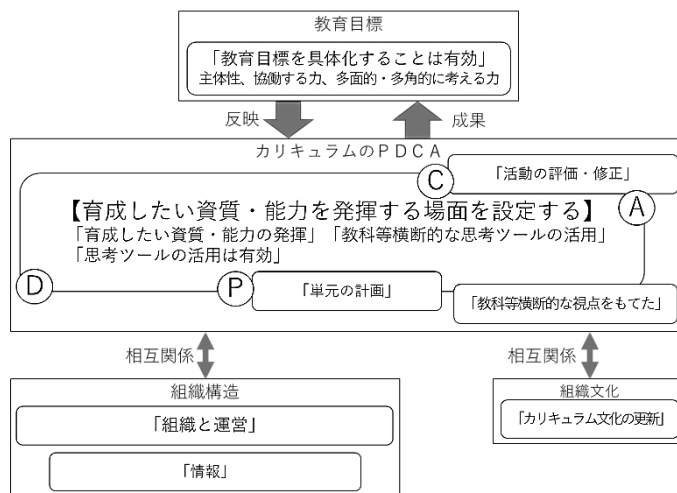 教育目標
「教育目標を具体化することは有効」
主体性、協働する力、多面的・多角的に考える力
反映
成果
カリキュラムのＰＤＣＡ
C
「活動の評価・修正」
A
【育成したい資質・能力を発揮する場面を設定する】
「育成したい資質・能力の発揮」「教科等横断的な思考ツールの活用」
「思考ツールの活用は有効」
D
P
「単元の計画」
「教科等横断的な視点をもてた」
相互関係
相互関係
組織構造
「組織と運営」
「情報」
組織文化
「カリキュラム文化の更新」